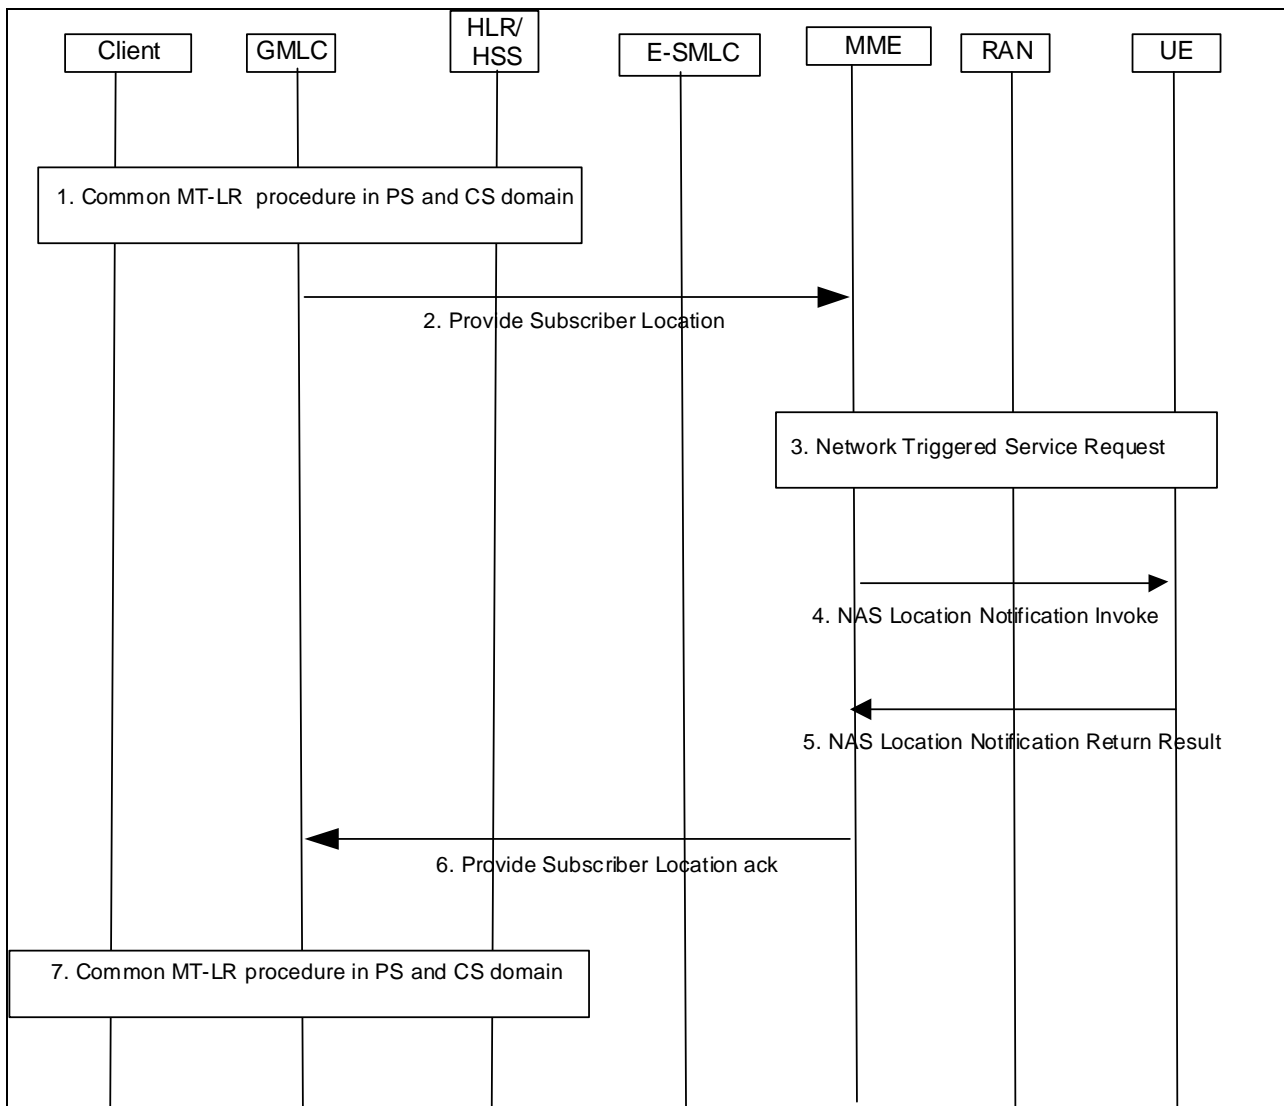 Client
GMLC
HLR/
HSS
E-SMLC
MME
RAN
UE
1. Common MT-LR procedure in PS and CS domain
2. Provide Subscriber Location
3. Network Triggered Service Request
4. NAS Location Notification Invoke
5. NAS Location Notification Return Result
6. Provide Subscriber Location ack
7. Common MT-LR procedure in PS and CS domain